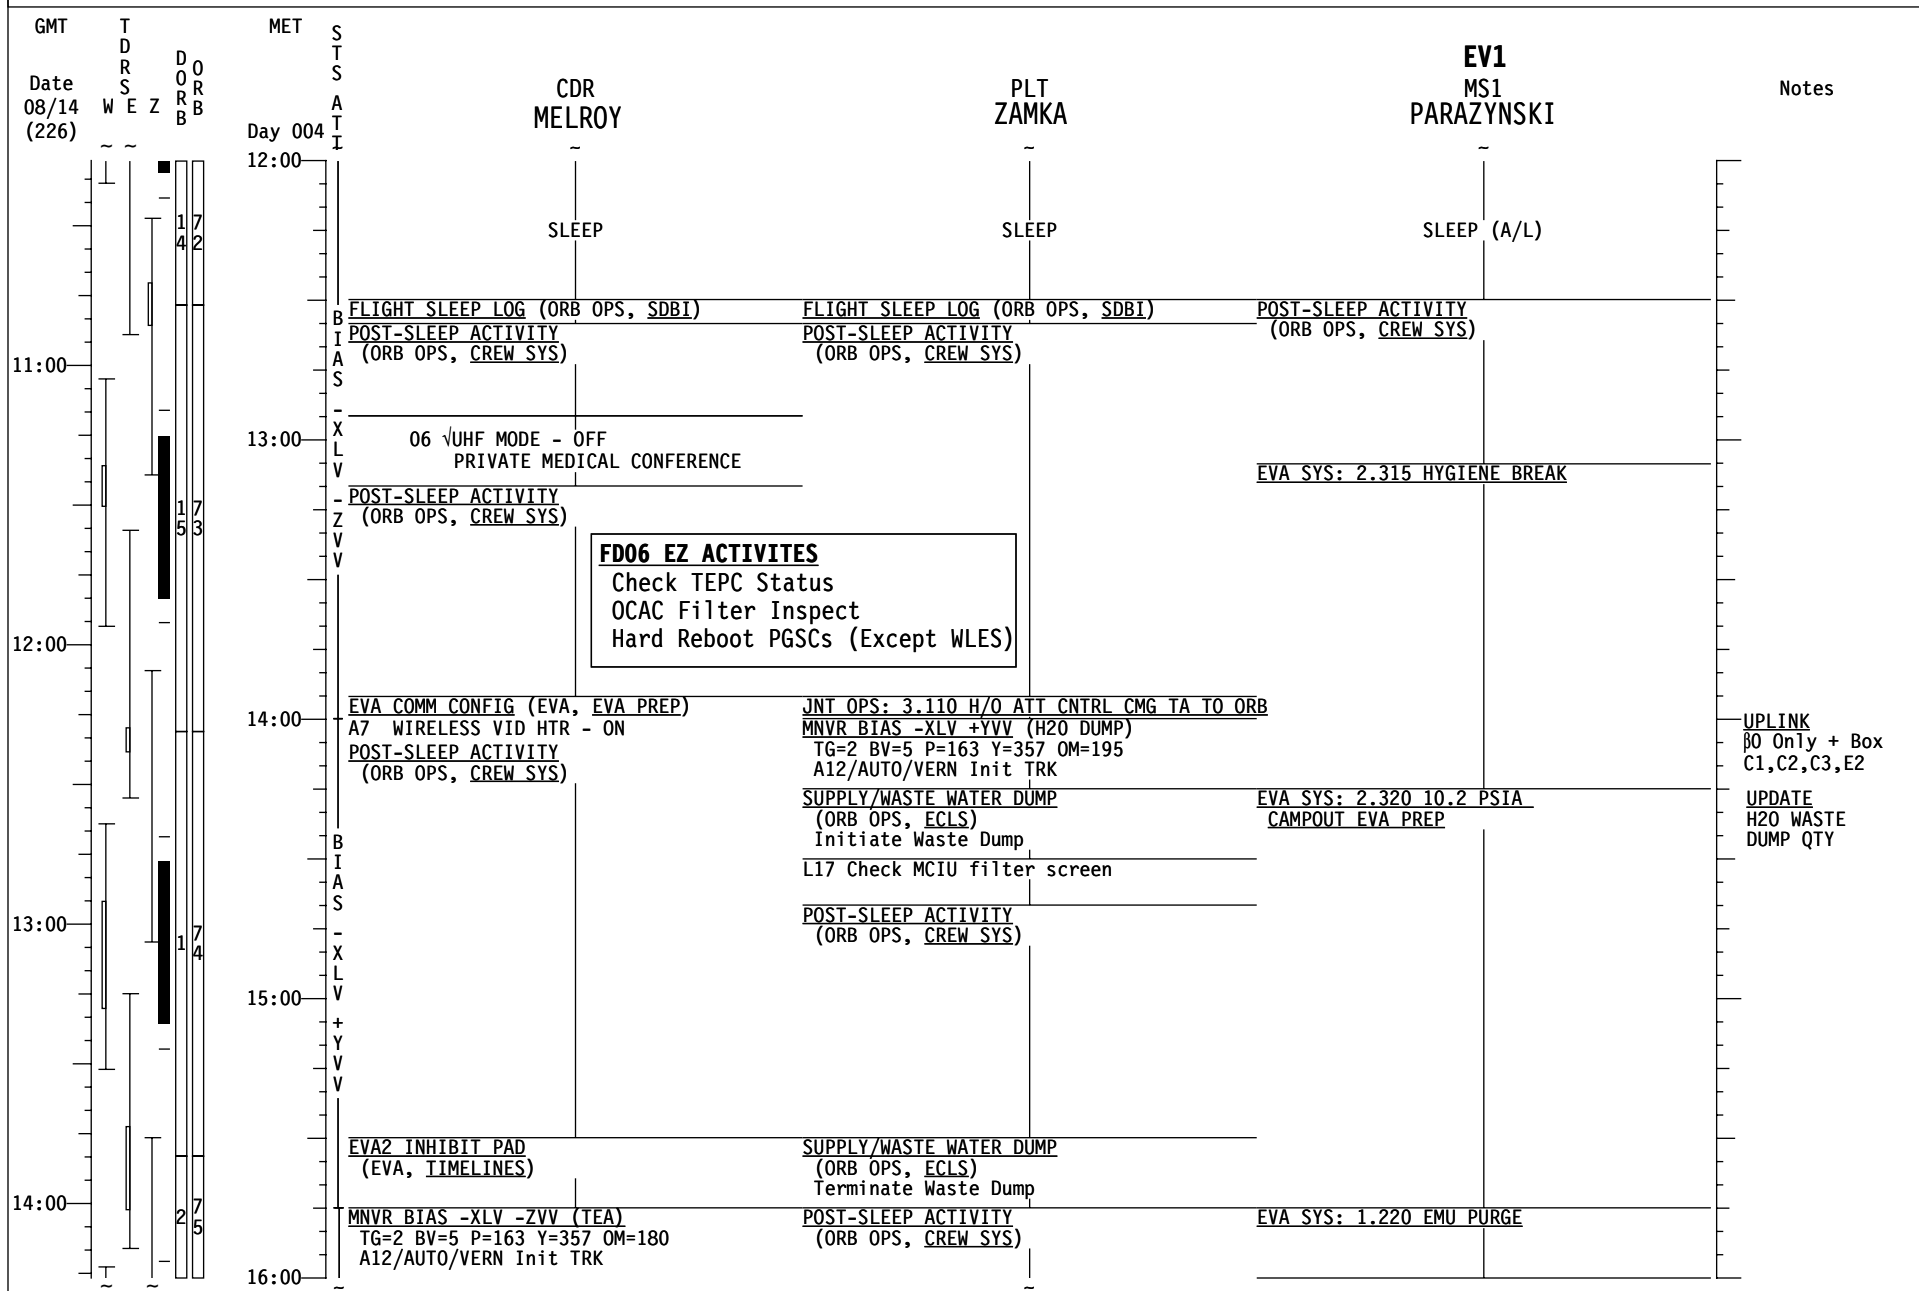 GMT
TDRS
MET
STS ATT
DORB
ORB
EV1
Date
CDR
PLT
MS1
Notes
08/14
W E Z
MELROY
ZAMKA
PARAZYNSKI
(226)
Day 004
~ ~
~
~
~
12:00
14
72
SLEEP
SLEEP
SLEEP (A/L)
BIAS -XLV -ZVV
FLIGHT SLEEP LOG (ORB OPS, SDBI)
FLIGHT SLEEP LOG (ORB OPS, SDBI)
POST-SLEEP ACTIVITY
POST-SLEEP ACTIVITY
POST-SLEEP ACTIVITY
(ORB OPS, CREW SYS)
(ORB OPS, CREW SYS)
(ORB OPS, CREW SYS)
11:00
13:00
06 √UHF MODE - OFF
PRIVATE MEDICAL CONFERENCE
EVA SYS: 2.315 HYGIENE BREAK
POST-SLEEP ACTIVITY
(ORB OPS, CREW SYS)
15
73
FD06 EZ ACTIVITES
Check TEPC Status
OCAC Filter Inspect
Hard Reboot PGSCs (Except WLES)
12:00
EVA COMM CONFIG (EVA, EVA PREP)
JNT OPS: 3.110 H/O ATT CNTRL CMG TA TO ORB
14:00
A7 WIRELESS VID HTR - ON
MNVR BIAS -XLV +YVV (H2O DUMP)
UPLINK
POST-SLEEP ACTIVITY
TG=2 BV=5 P=163 Y=357 OM=195
β0 Only + Box
(ORB OPS, CREW SYS)
A12/AUTO/VERN Init TRK
C1,C2,C3,E2
SUPPLY/WASTE WATER DUMP
EVA SYS: 2.320 10.2 PSIA
UPDATE
(ORB OPS, ECLS)
CAMPOUT EVA PREP
H2O WASTE
Initiate Waste Dump
DUMP QTY
BIAS -XLV +YVV
L17 Check MCIU filter screen
POST-SLEEP ACTIVITY
(ORB OPS, CREW SYS)
13:00
1
74
15:00
EVA2 INHIBIT PAD
SUPPLY/WASTE WATER DUMP
(EVA, TIMELINES)
(ORB OPS, ECLS)
Terminate Waste Dump
14:00
2
75
MNVR BIAS -XLV -ZVV (TEA)
POST-SLEEP ACTIVITY
EVA SYS: 1.220 EMU PURGE
TG=2 BV=5 P=163 Y=357 OM=180
(ORB OPS, CREW SYS)
A12/AUTO/VERN Init TRK
16:00
~ ~
~
~